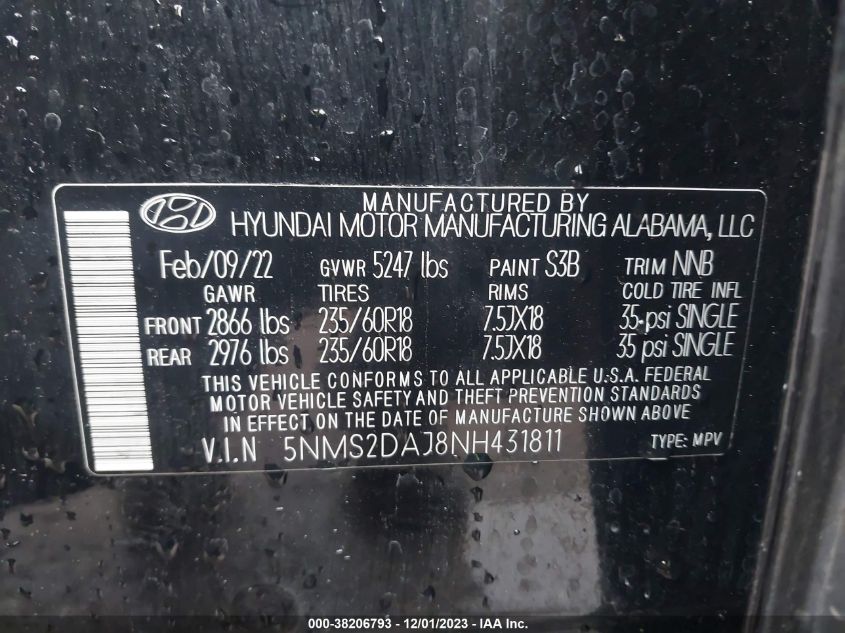 MANUFACTURED BY
HYUNDAI MOTOR MANUFACTURING ALABAMA, LLC
Feb/09/22 GVWR 5247 lbs PAINT S3B TRIM NNB
GAWR TIRES RIMS COLD TIRE INFL
FRONT 2866 lbs 235/60R18 7.5JX18 35 psi SINGLE
REAR 2976 lbs 235/60R18 7.5JX18 35 psi SINGLE
THIS VEHICLE CONFORMS TO ALL APPLICABLE U.S.A. FEDERAL
MOTOR VEHICLE SAFETY AND THEFT PREVENTION STANDARDS
IN EFFECT ON THE DATE OF MANUFACTURE SHOWN ABOVE
V.I.N 5NMS2DAJ8NH431811 TYPE: MPV
000-38206793 - 12/01/2023 - IAA Inc.